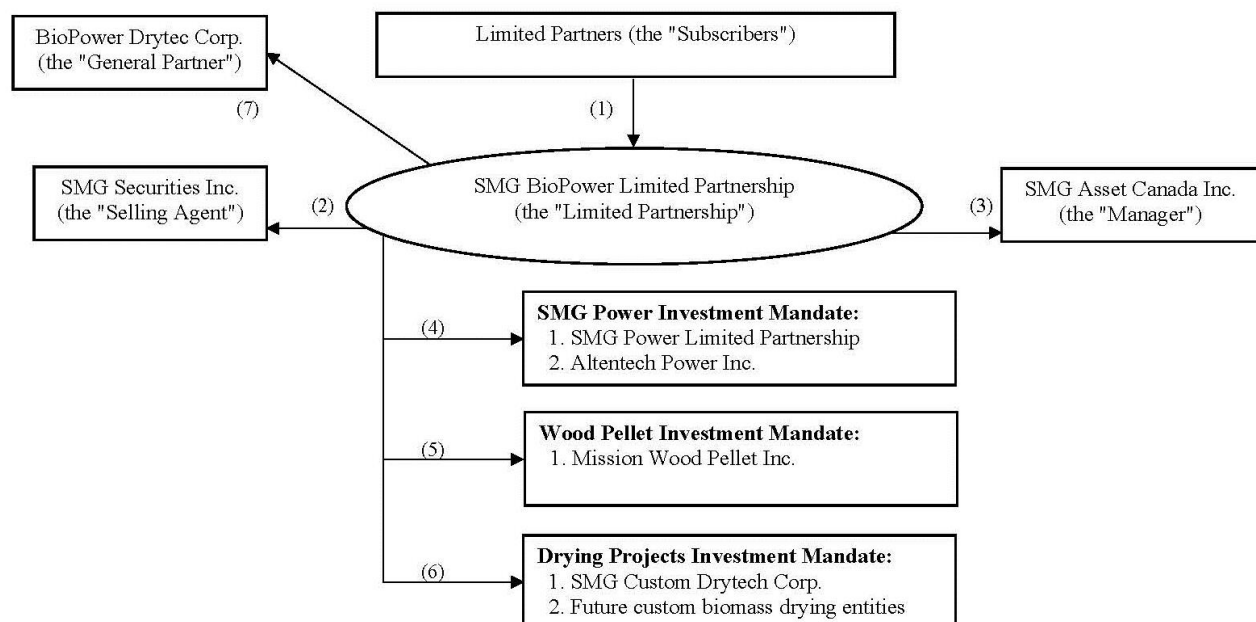 BioPower Drytec Corp.
(the "General Partner")
Limited Partners (the "Subscribers")
(7)
(1)
SMG Securities Inc.
(the "Selling Agent")
(2)
SMG BioPower Limited Partnership
(the "Limited Partnership")
(3)
SMG Asset Canada Inc.
(the "Manager")
(4)
SMG Power Investment Mandate:
1. SMG Power Limited Partnership
2. Altentech Power Inc.
(5)
Wood Pellet Investment Mandate:
1. Mission Wood Pellet Inc.
(6)
Drying Projects Investment Mandate:
1. SMG Custom Drytech Corp.
2. Future custom biomass drying entities